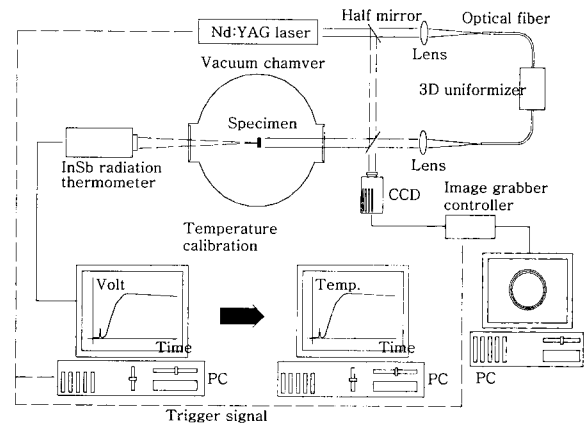 Half mirror
Optical fiber
Nd:YAG laser
Lens
Vacuum chamver
3D uniformizer
Specimen
InSb radiation
thermometer
Lens
CCD
Image grabber
controller
Temperature
calibration
Volt
Time
PC
Temp.
Time
PC
PC
Trigger signal